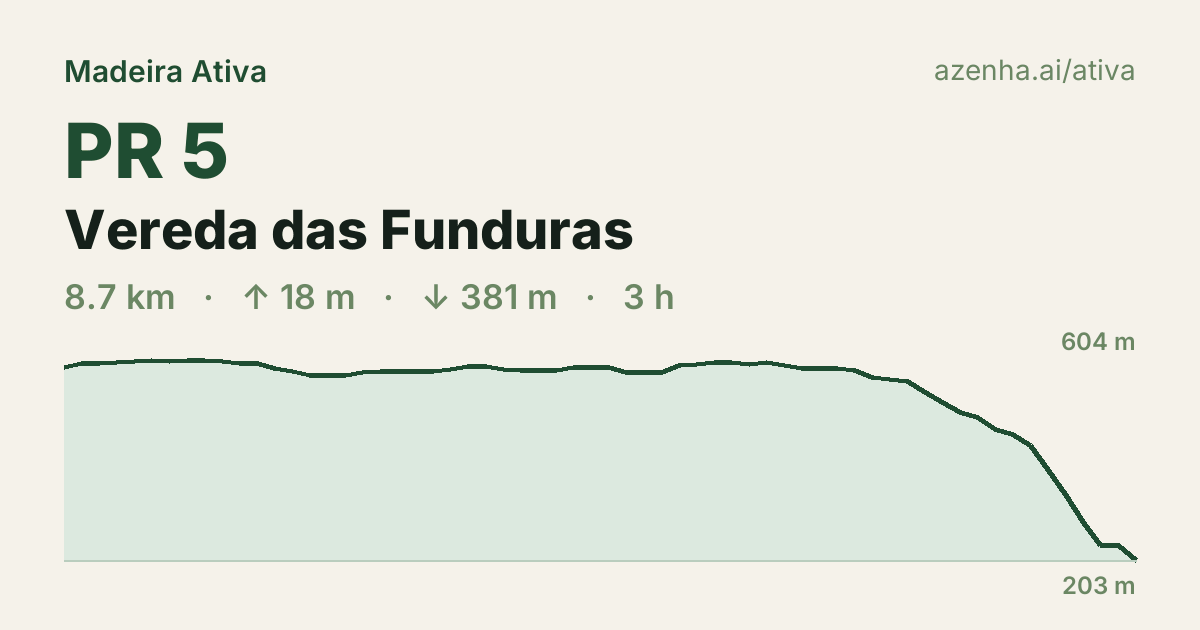 Madeira Ativa
azenha.ai/ativa
PR 5
Vereda das Funduras
8.7 km · ↑ 18 m · ↓ 381 m · 3 h
604 m
203 m